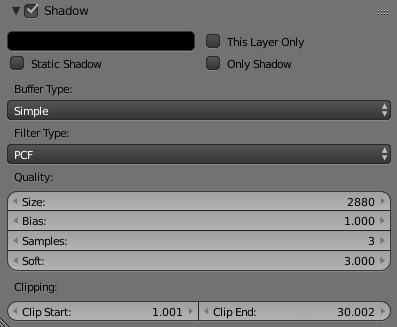 Shadow
This Layer Only
Static Shadow Only Shadow
Buffer Type:
Simple
Filter Type:
PCF
Quality:
Size: 2880
Bias: 1.000
Samples: 3
Soft: 3.000
Clipping:
Clip Start: 1.001 Clip End: 30.002